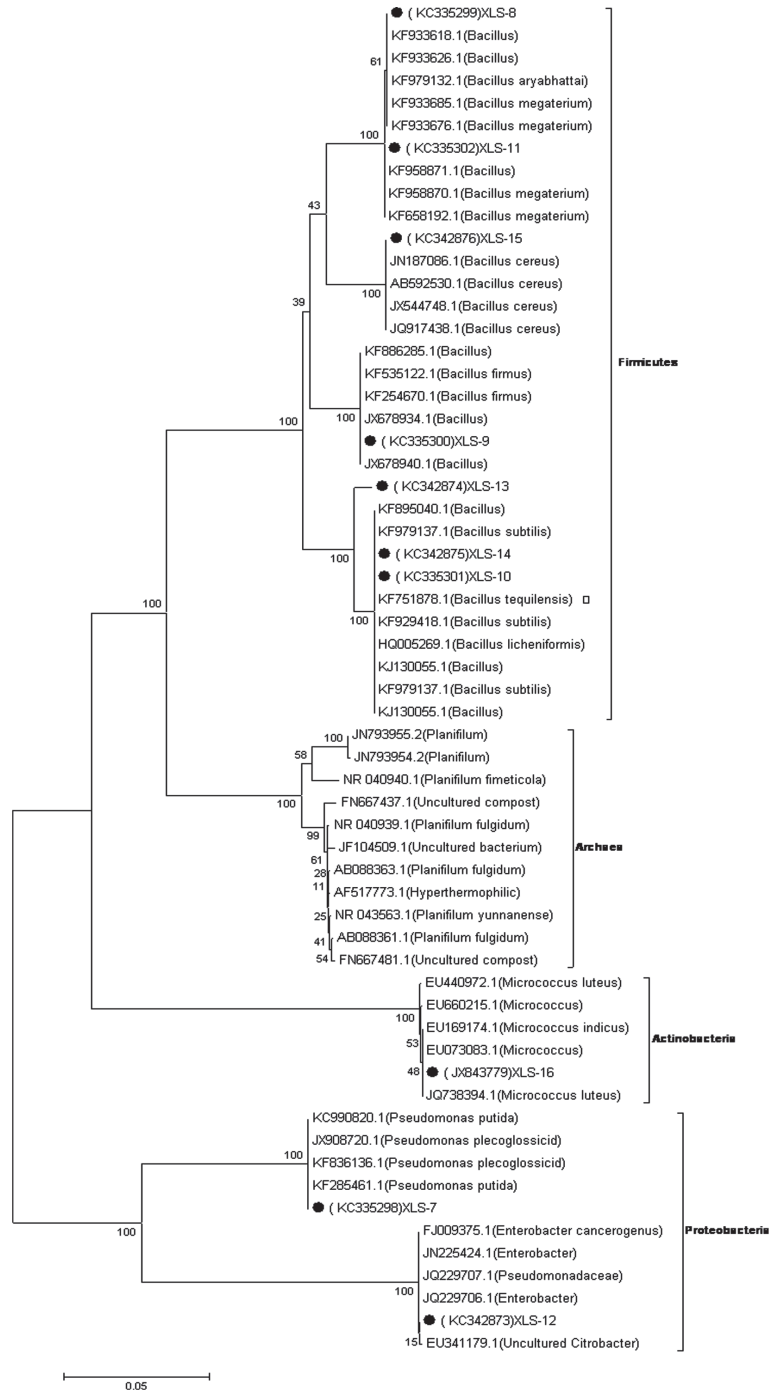 ( KC335299)XLS-8
KF933618.1(Bacillus)
KF933626.1(Bacillus)
61
KF979132.1(Bacillus aryabhattai)
KF933685.1(Bacillus megaterium)
KF933676.1(Bacillus megaterium)
100
( KC335302)XLS-11
KF958871.1(Bacillus)
KF958870.1(Bacillus megaterium)
43
KF658192.1(Bacillus megaterium)
( KC342876)XLS-15
JN187086.1(Bacillus cereus)
AB592530.1(Bacillus cereus)
100
39
JX544748.1(Bacillus cereus)
JQ917438.1(Bacillus cereus)
KF886285.1(Bacillus)
Firmicutes
KF535122.1(Bacillus firmus)
KF254670.1(Bacillus firmus)
100
JX678934.1(Bacillus)
100
( KC335300)XLS-9
JX678940.1(Bacillus)
( KC342874)XLS-13
KF895040.1(Bacillus)
KF979137.1(Bacillus subtilis)
( KC342875)XLS-14
100
( KC335301)XLS-10
KF751878.1(Bacillus tequilensis)
100
KF929418.1(Bacillus subtilis)
100
HQ005269.1(Bacillus licheniformis)
KJ130055.1(Bacillus)
KF979137.1(Bacillus subtilis)
KJ130055.1(Bacillus)
JN793955.2(Planifilum)
100
58
JN793954.2(Planifilum)
NR 040940.1(Planifilum fimeticola)
100
FN667437.1(Uncultured compost)
NR 040939.1(Planifilum fulgidum)
99
JF104509.1(Uncultured bacterium)
Archaea
61
AB088363.1(Planifilum fulgidum)
28
11
AF517773.1(Hyperthermophilic)
25
NR 043563.1(Planifilum yunnanense)
41
AB088361.1(Planifilum fulgidum)
54
FN667481.1(Uncultured compost)
EU440972.1(Micrococcus luteus)
EU660215.1(Micrococcus)
100
EU169174.1(Micrococcus indicus)
Actinobacteria
53
EU073083.1(Micrococcus)
48
( JX843779)XLS-16
JQ738394.1(Micrococcus luteus)
KC990820.1(Pseudomonas putida)
JX908720.1(Pseudomonas plecoglossicid)
100
KF836136.1(Pseudomonas plecoglossicid)
KF285461.1(Pseudomonas putida)
( KC335298)XLS-7
100
FJ009375.1(Enterobacter cancerogenus)
Proteobacteria
JN225424.1(Enterobacter)
JQ229707.1(Pseudomonadaceae)
100
JQ229706.1(Enterobacter)
( KC342873)XLS-12
15
EU341179.1(Uncultured Citrobacter)
0.05